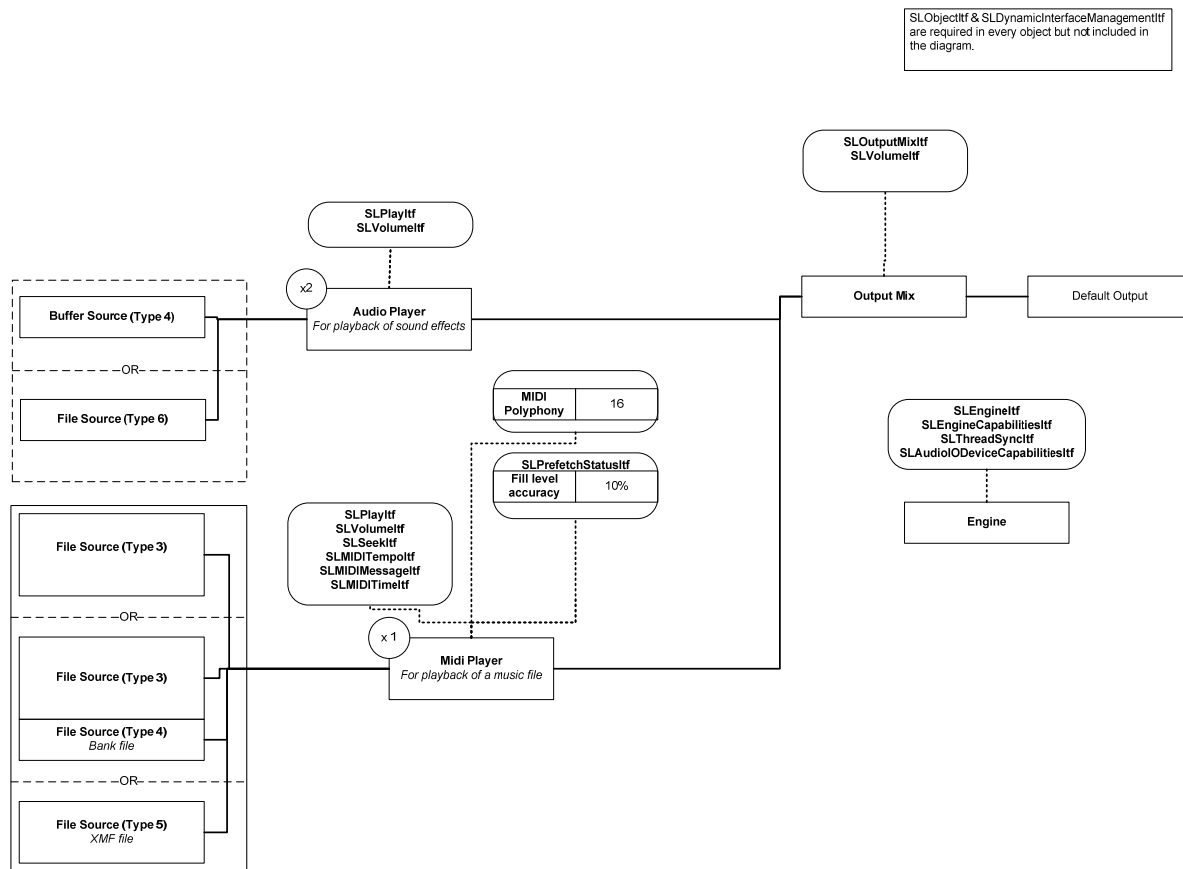 SLObjectItf & SLDynamicInterfaceManagementItf
are required in every object but not included in
the diagram.
SLOutputMixItf
SLVolumeItf
SLPlayItf
SLVolumeItf
x2
Audio Player
For playback of sound effects
Buffer Source (Type 4)
OR
File Source (Type 6)
Output Mix
Default Output
MIDI
Polyphony
16
SLPrefetchStatusItf
Fill level
accuracy
10%
SLEngineItf
SLEngineCapabilitiesItf
SLThreadSyncItf
SLAudioIODeviceCapabilitiesItf
Engine
SLPlayItf
SLVolumeItf
SLSeekItf
SLMIDITempoItf
SLMIDIMessageItf
SLMIDITimeItf
x 1
Midi Player
For playback of a music file
File Source (Type 3)
OR
File Source (Type 3)
File Source (Type 4)
Bank file
OR
File Source (Type 5)
XMF file